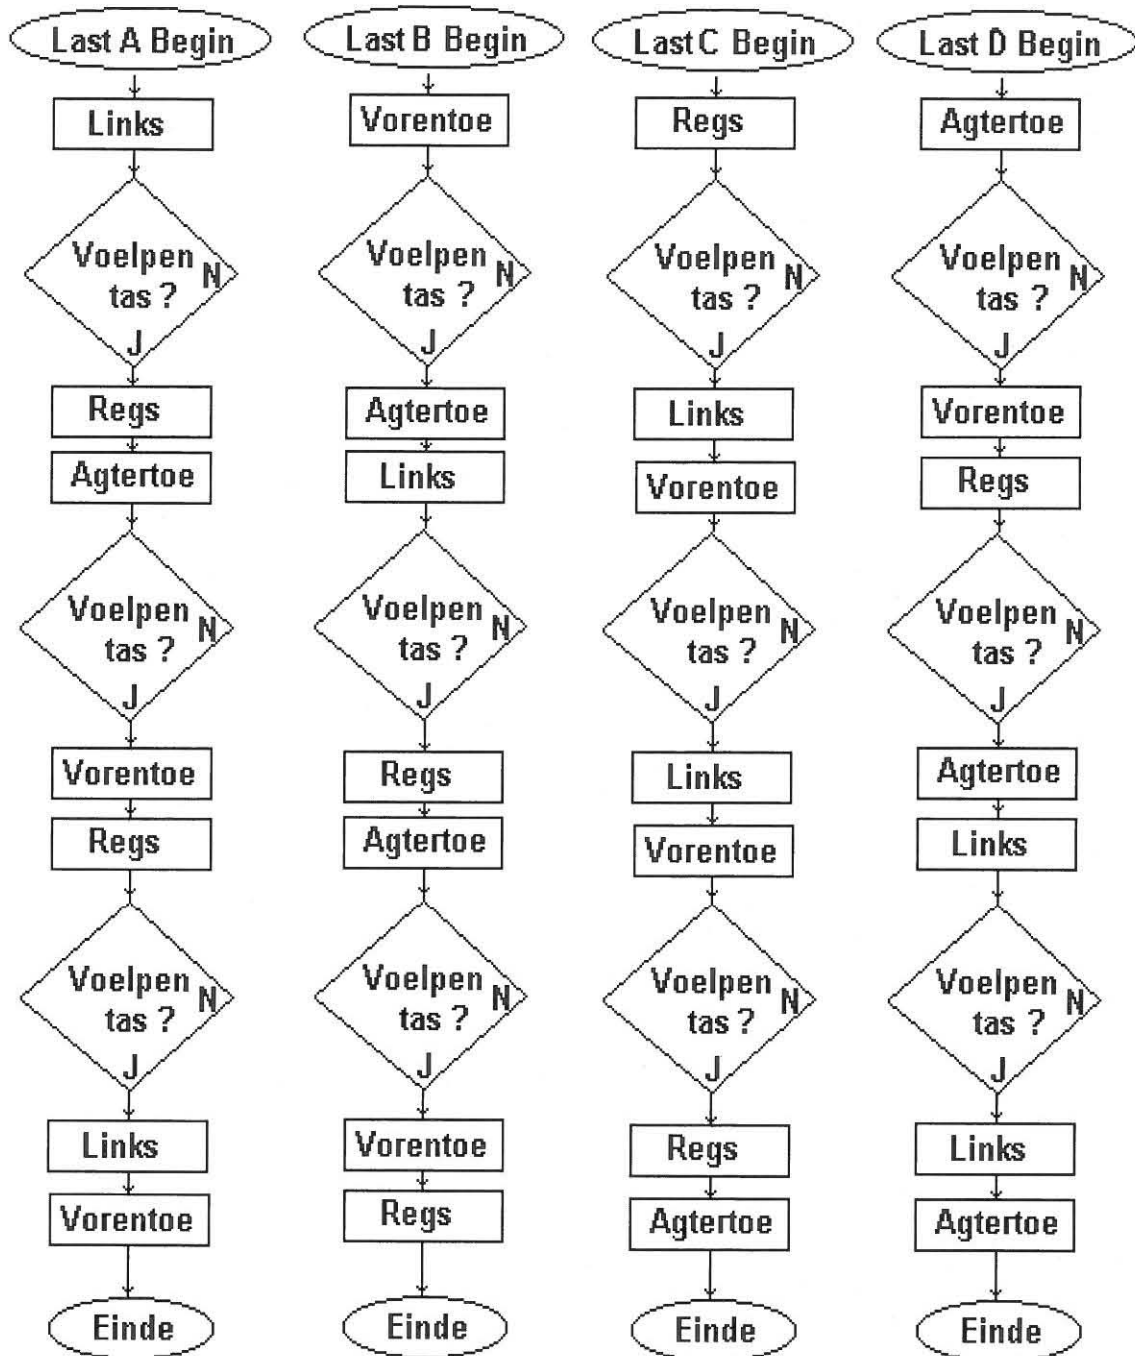 Last A Begin
Links
Voelpen N
tas ?
J
Regs
Agtertoe
Voelpen N
tas ?
J
Vorentoe
Regs
Voelpen N
tas ?
J
Links
Vorentoe
Einde
Last B Begin
Vorentoe
Voelpen N
tas ?
J
Agtertoe
Links
Voelpen N
tas ?
J
Regs
Agtertoe
Voelpen N
tas ?
J
Vorentoe
Regs
Einde
Last C Begin
Regs
Voelpen N
tas ?
J
Links
Vorentoe
Voelpen N
tas ?
J
Links
Vorentoe
Voelpen N
tas ?
J
Regs
Agtertoe
Einde
Last D Begin
Agtertoe
Voelpen N
tas ?
J
Vorentoe
Regs
Voelpen N
tas ?
J
Agtertoe
Links
Voelpen N
tas ?
J
Links
Agtertoe
Einde